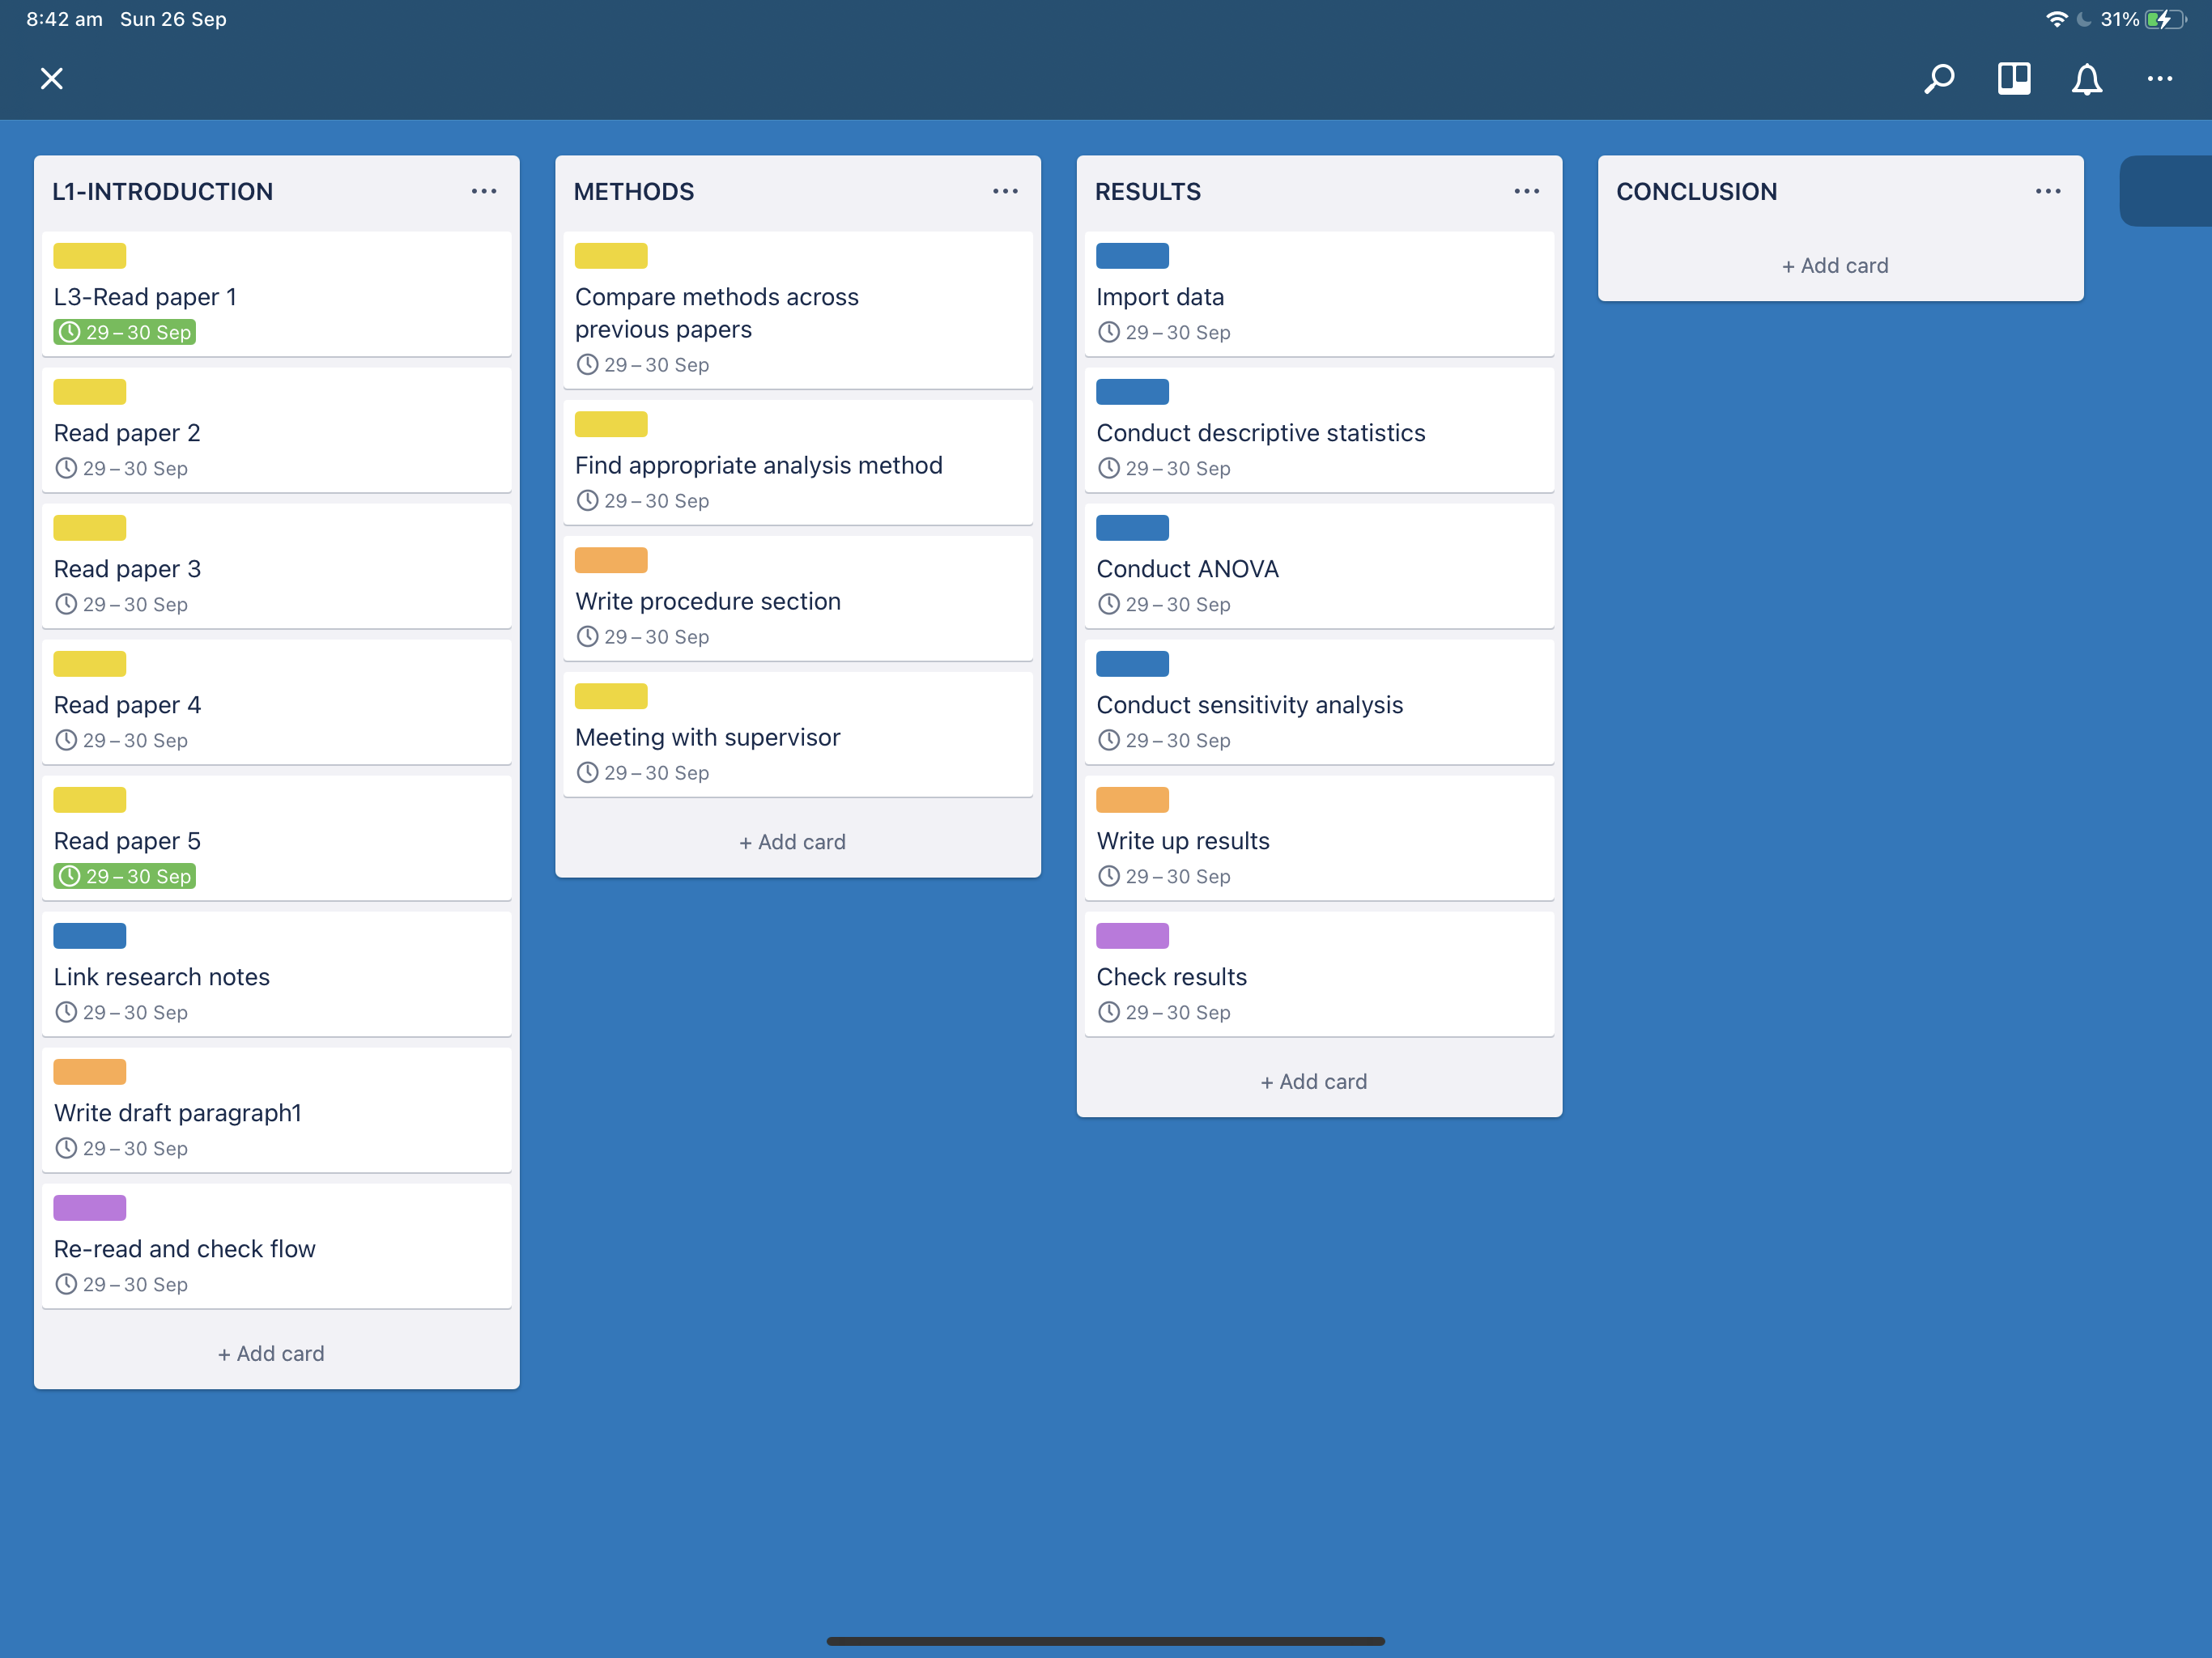 8:42 am Sun 26 Sep
31%
L1-INTRODUCTION
L3-Read paper 1
29 – 30 Sep
Read paper 2
29 – 30 Sep
Read paper 3
29 – 30 Sep
Read paper 4
29 – 30 Sep
Read paper 5
29 – 30 Sep
Link research notes
29 – 30 Sep
Write draft paragraph1
29 – 30 Sep
Re-read and check flow
29 – 30 Sep
+ Add card
METHODS
Compare methods across
previous papers
29 – 30 Sep
Find appropriate analysis method
29 – 30 Sep
Write procedure section
29 – 30 Sep
Meeting with supervisor
29 – 30 Sep
+ Add card
RESULTS
Import data
29 – 30 Sep
Conduct descriptive statistics
29 – 30 Sep
Conduct ANOVA
29 – 30 Sep
Conduct sensitivity analysis
29 – 30 Sep
Write up results
29 – 30 Sep
Check results
29 – 30 Sep
+ Add card
CONCLUSION
+ Add card